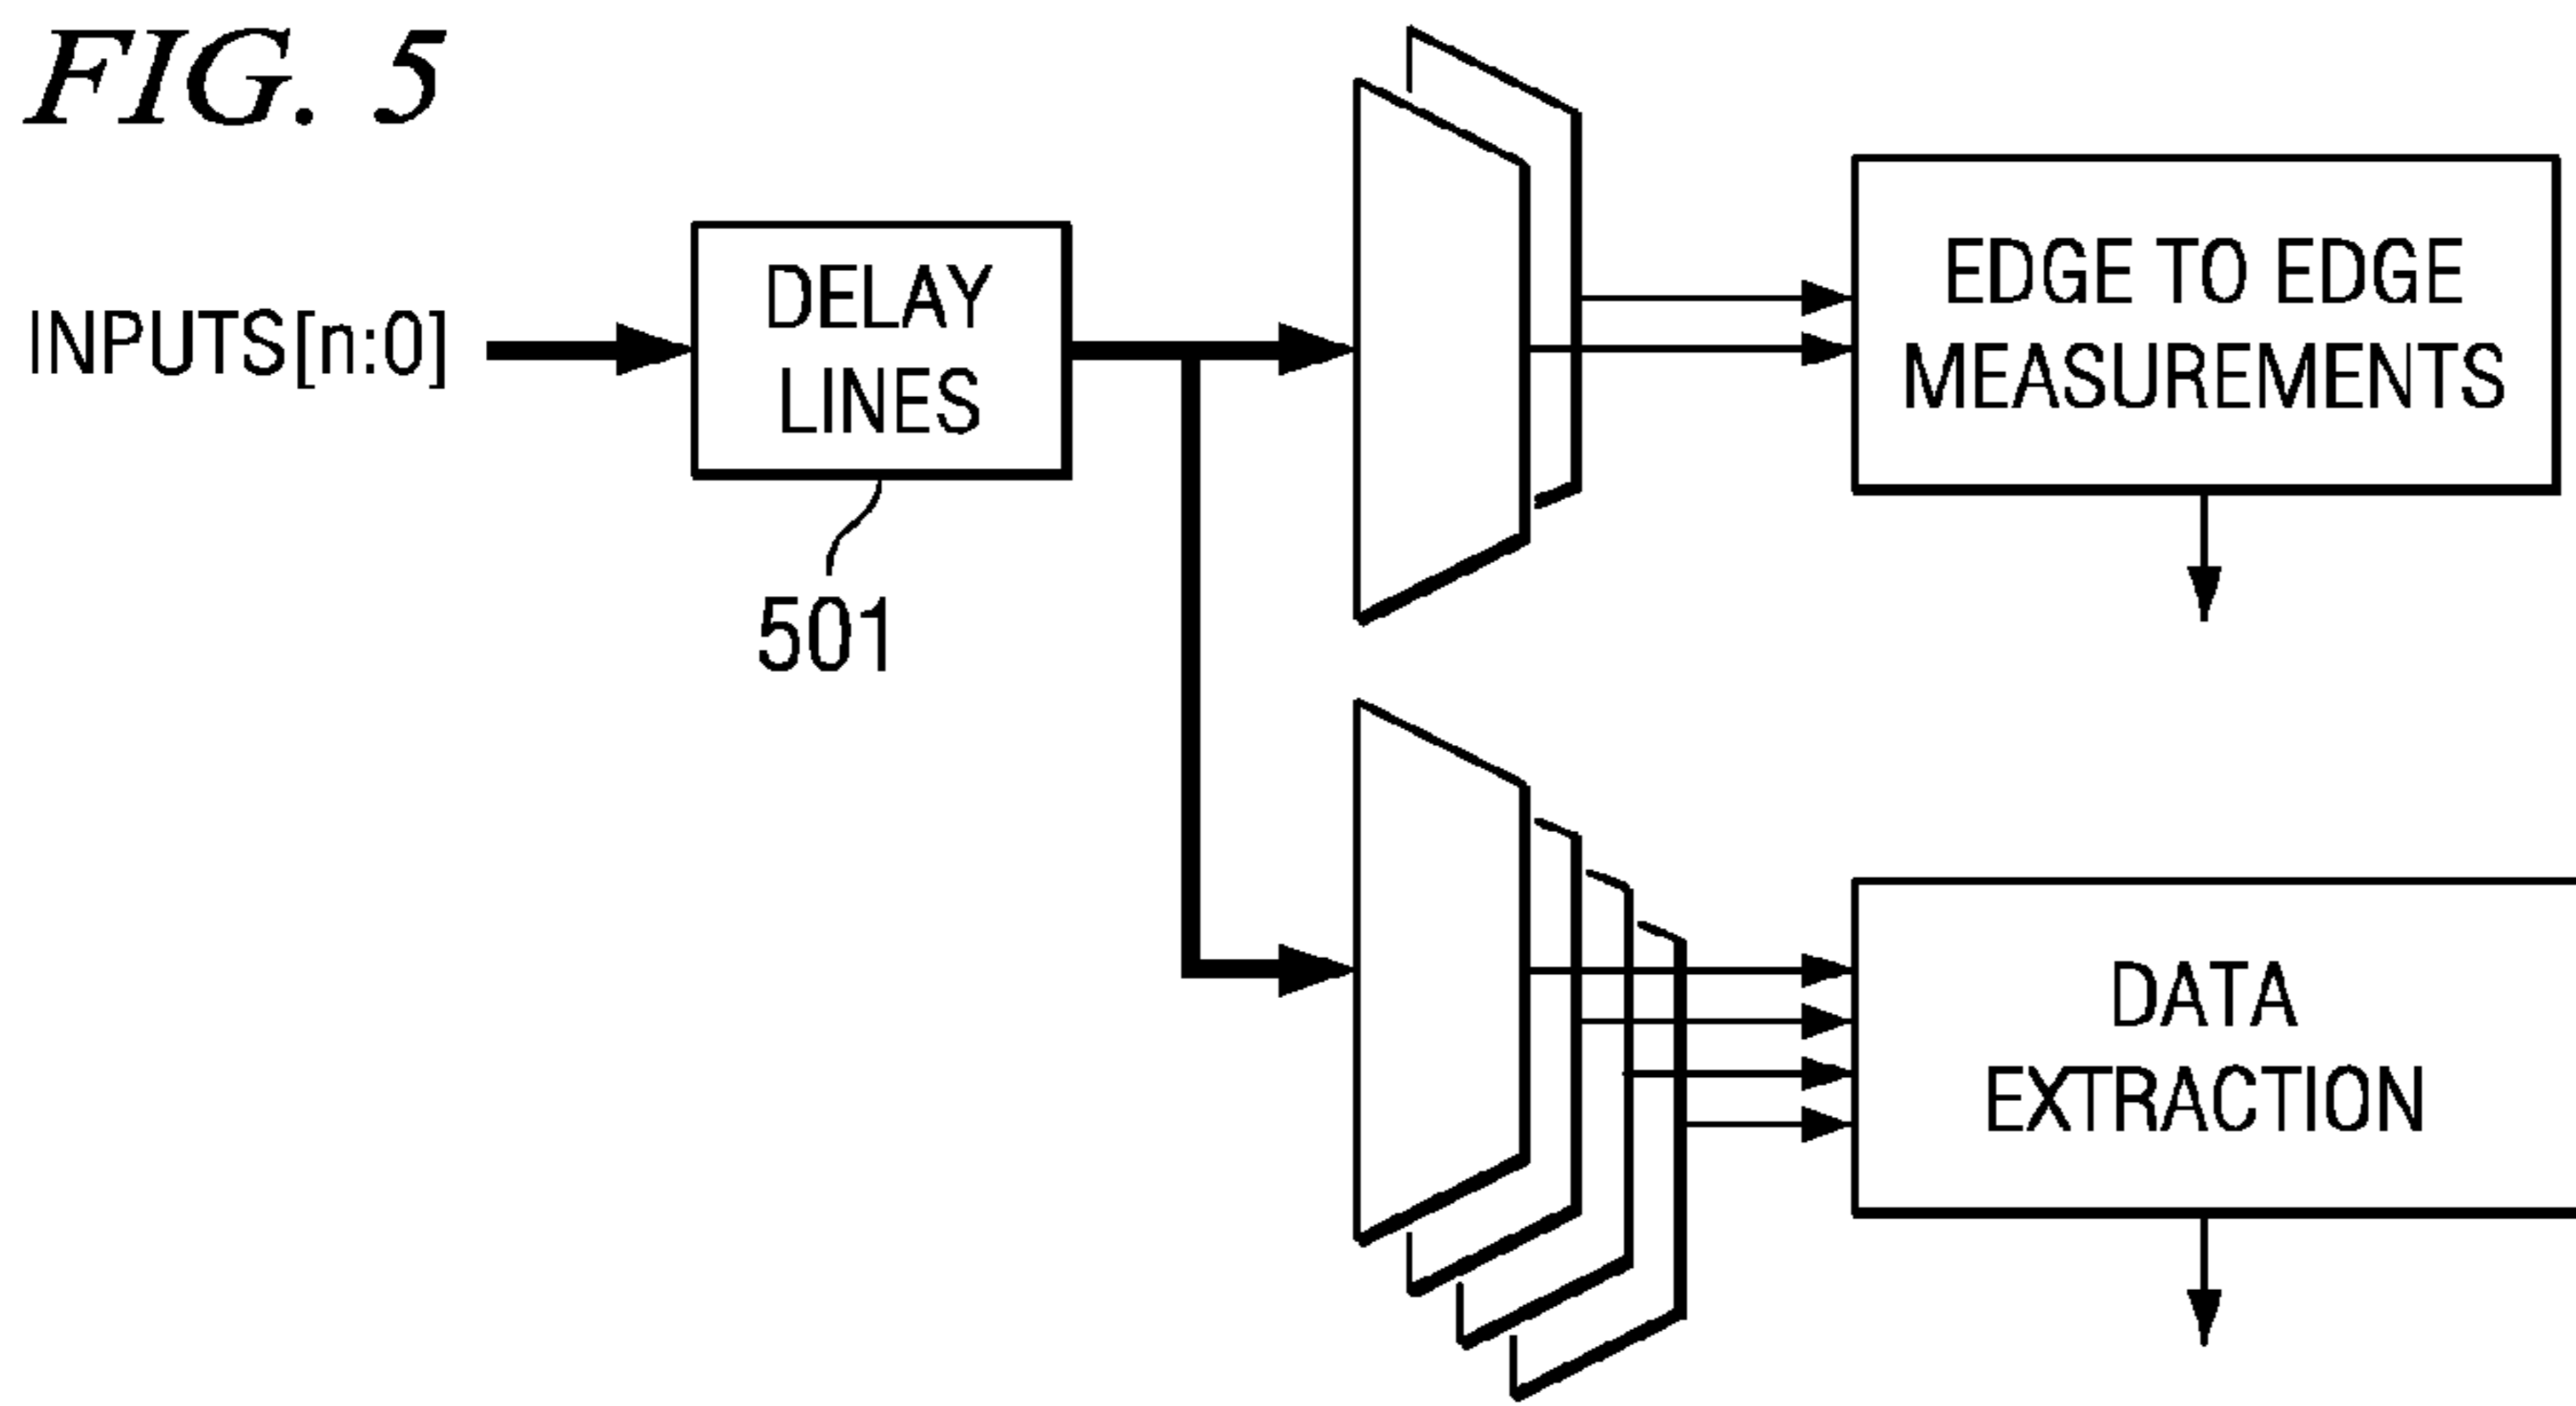 FIG. 5
INPUTS[n:0]
DELAY
LINES
501
EDGE TO EDGE
MEASUREMENTS
DATA
EXTRACTION